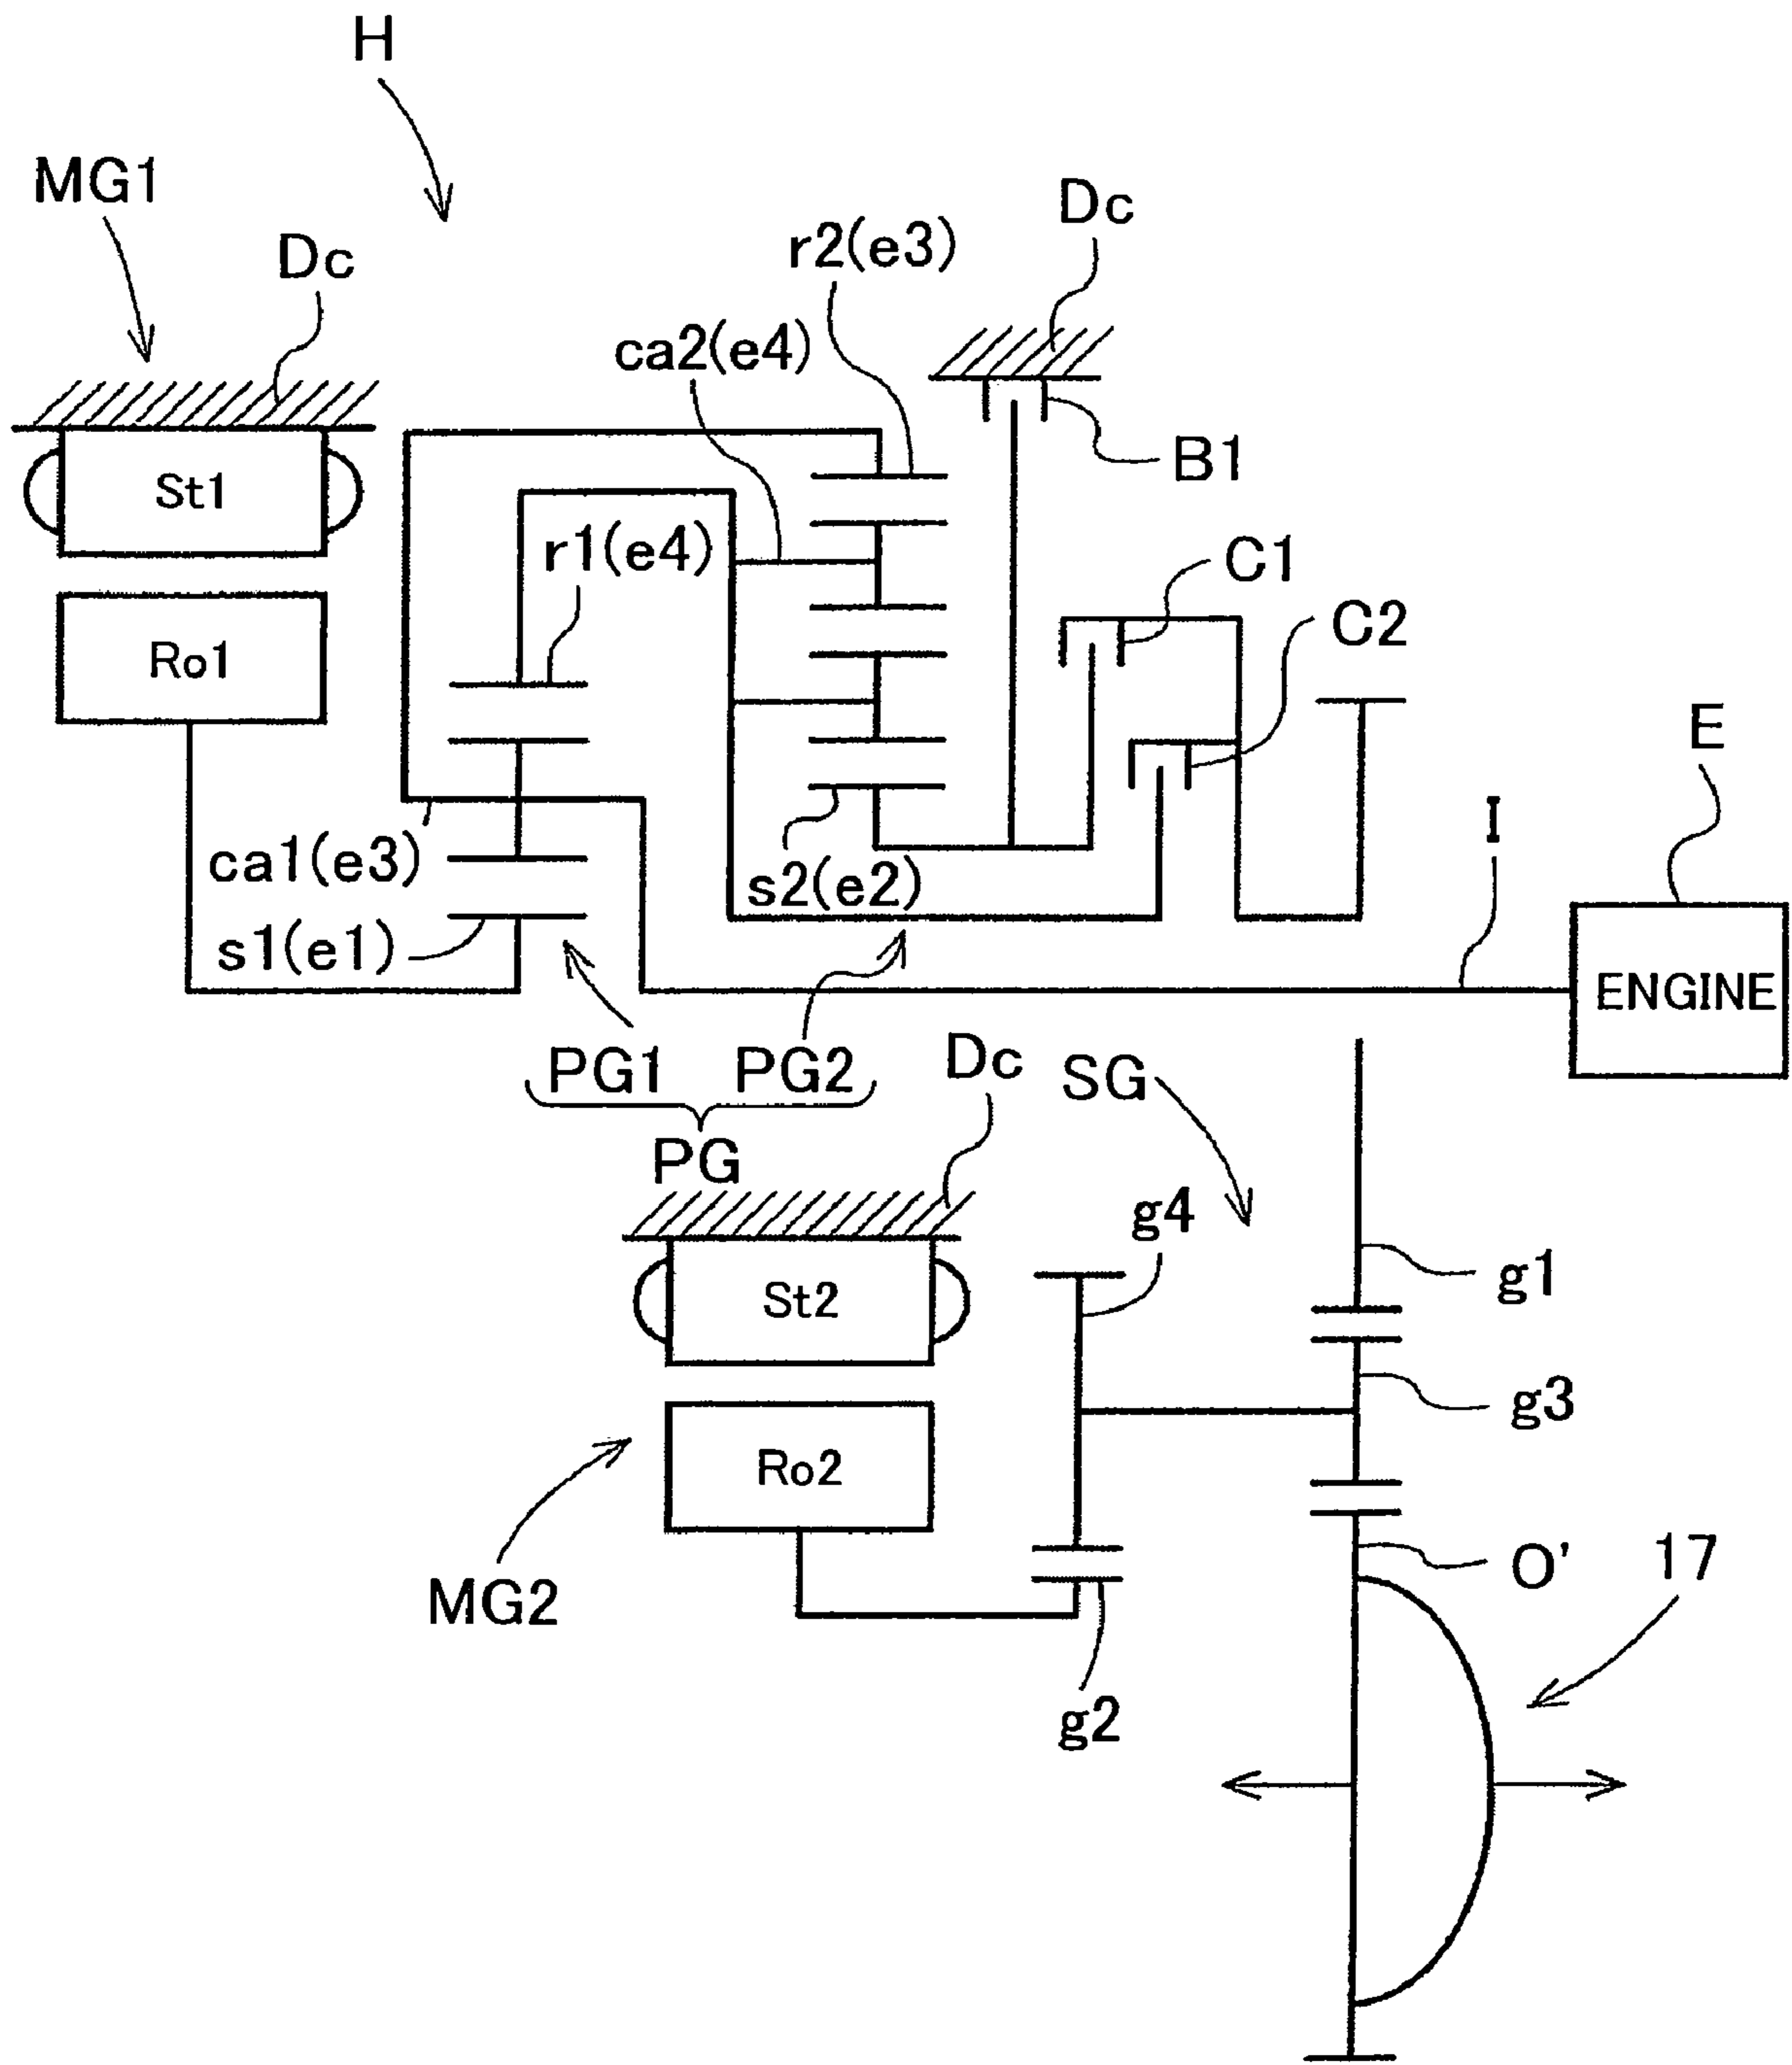 H
MG1
Dc
Dc
r2(e3)
ca2(e4)
B1
St1
r1(e4)
C1
C2
Ro1
E
I
ca1(e3)
s2(e2)
s1(e1)
ENGINE
PG1 PG2
Dc
SG
PG
g4
g1
St2
g3
Ro2
O'
17
MG2
g2